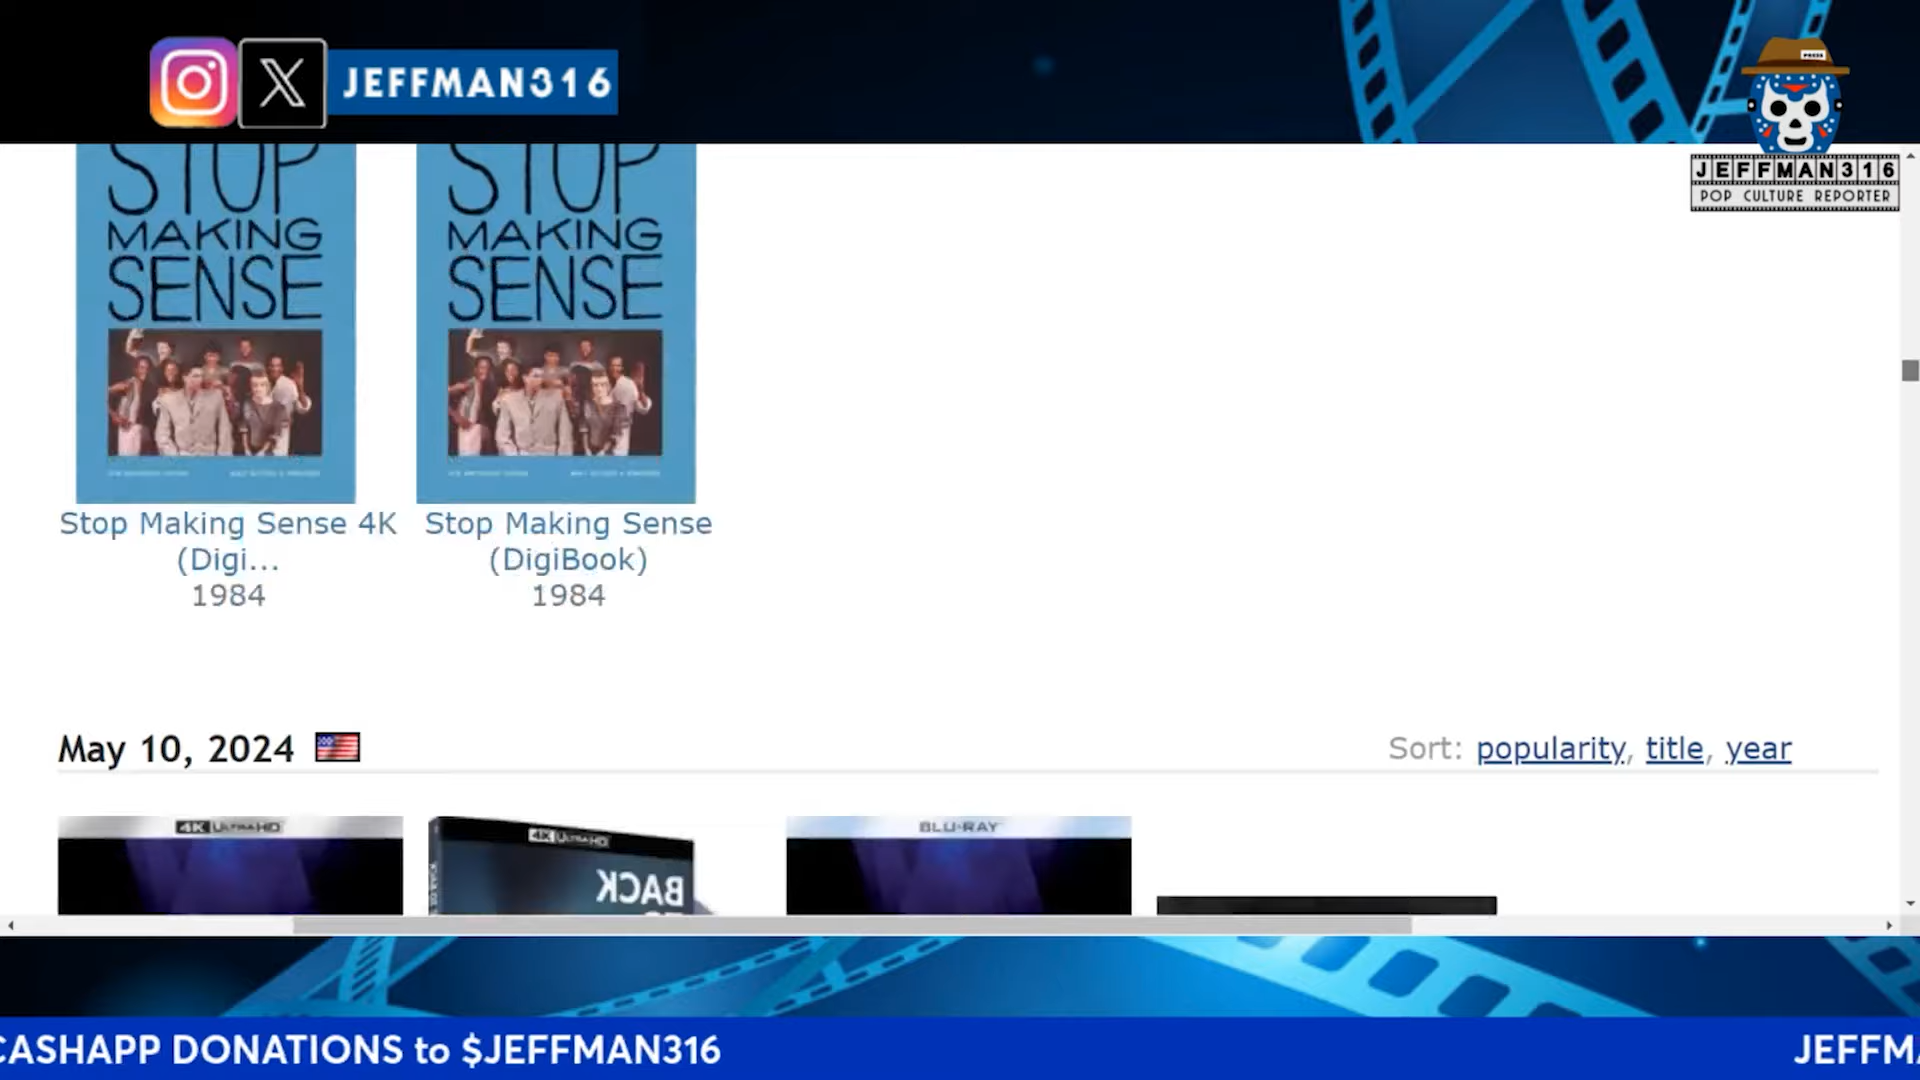 JEFFMAN316
PRESS
JEFFMAN316
POP CULTURE REPORTER
STOP
MAKING
SENSE
STOP
MAKING
SENSE
Stop Making Sense 4K
(Digi...
1984
Stop Making Sense
(DigiBook)
1984
May 10, 2024
Sort: popularity, title, year
4K ULTRA HD
4K ULTRA HD
BACK
BLU-RAY
CASHAPP DONATIONS to $JEFFMAN316
JEFFMA